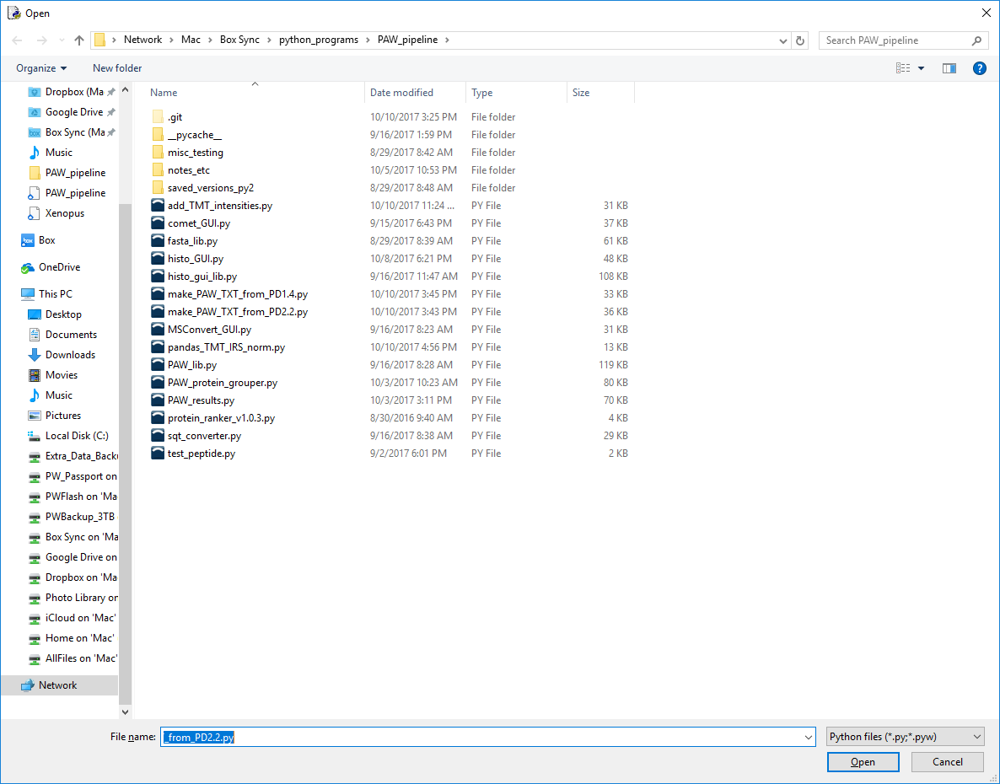 Open
Network > Mac > Box Sync > python_programs > PAW_pipeline >
Search PAW_pipeline
Organize
New folder
Dropbox (Ma
Google Drive
Box Sync (Ma
Music
PAW_pipeline
PAW_pipeline
Xenopus
box Box
OneDrive
This PC
Desktop
Documents
Downloads
Movies
Music
Pictures
Local Disk (C:)
Extra_Data_Back
PW_Passport on
PWFlash on 'Ma
PWBackup_3TB
Box Sync on 'Ma
Google Drive on
Dropbox on 'Ma
Photo Library on
iCloud on 'Mac'
Home on 'Mac'
AllFiles on 'Mac'
Network
Name Date modified Type Size
.git 10/10/2017 3:25 PM File folder
__pycache__ 9/16/2017 1:59 PM File folder
misc_testing 8/29/2017 8:42 AM File folder
notes_etc 10/5/2017 10:53 PM File folder
saved_versions_py2 8/29/2017 8:48 AM File folder
add_TMT_intensities.py 10/10/2017 11:24 ... PY File 31 KB
comet_GUI.py 9/15/2017 6:43 PM PY File 37 KB
fasta_lib.py 8/29/2017 8:39 AM PY File 61 KB
histo_GUI.py 10/8/2017 6:21 PM PY File 48 KB
histo_gui_lib.py 9/16/2017 11:47 AM PY File 108 KB
make_PAW_TXT_from_PD1.4.py 10/10/2017 3:45 PM PY File 33 KB
make_PAW_TXT_from_PD2.2.py 10/10/2017 3:43 PM PY File 36 KB
MSConvert_GUI.py 9/16/2017 8:23 AM PY File 31 KB
pandas_TMT_IRS_norm.py 10/10/2017 4:56 PM PY File 13 KB
PAW_lib.py 9/16/2017 8:28 AM PY File 119 KB
PAW_protein_grouper.py 10/3/2017 10:23 AM PY File 80 KB
PAW_results.py 10/3/2017 3:11 PM PY File 70 KB
protein_ranker_v1.0.3.py 8/30/2016 9:40 AM PY File 4 KB
sqt_converter.py 9/16/2017 8:38 AM PY File 29 KB
test_peptide.py 9/2/2017 6:01 PM PY File 2 KB
File name: _from_PD2.2.py
Python files (*.py;*.pyw)
Open
Cancel